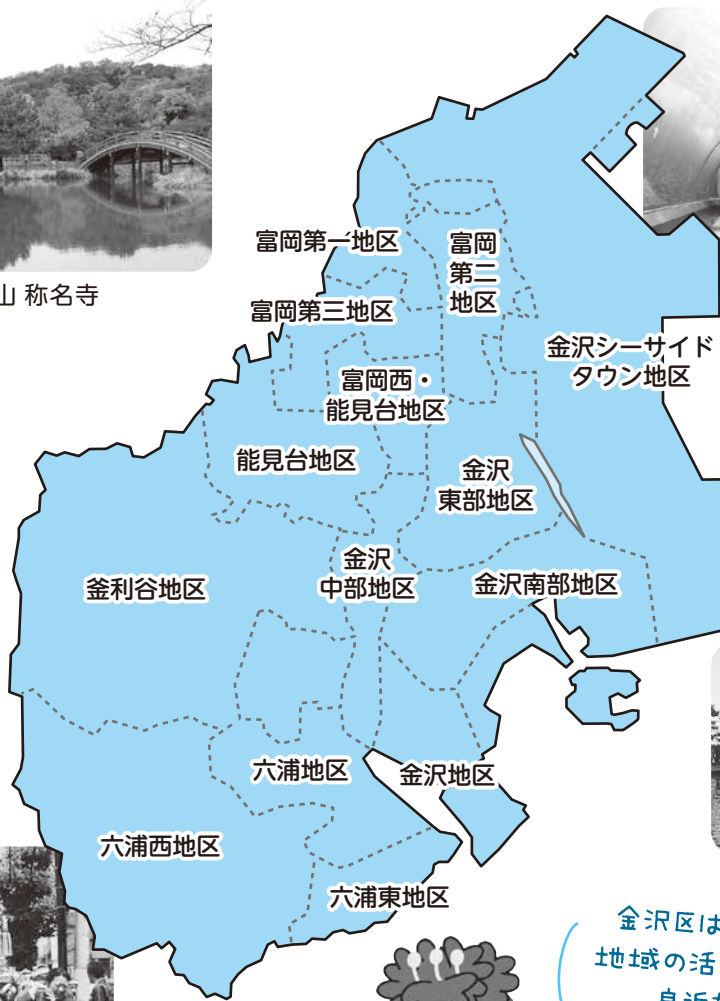 山 称名寺
富岡第一地区
富岡
第二
地区
富岡第三地区
金沢シーサイド
タウン地区
富岡西・
能見台地区
能見台地区
金沢
東部地区
釜利谷地区
金沢
中部地区
金沢南部地区
六浦地区
金沢地区
六浦西地区
六浦東地区
金沢区は
地域の活